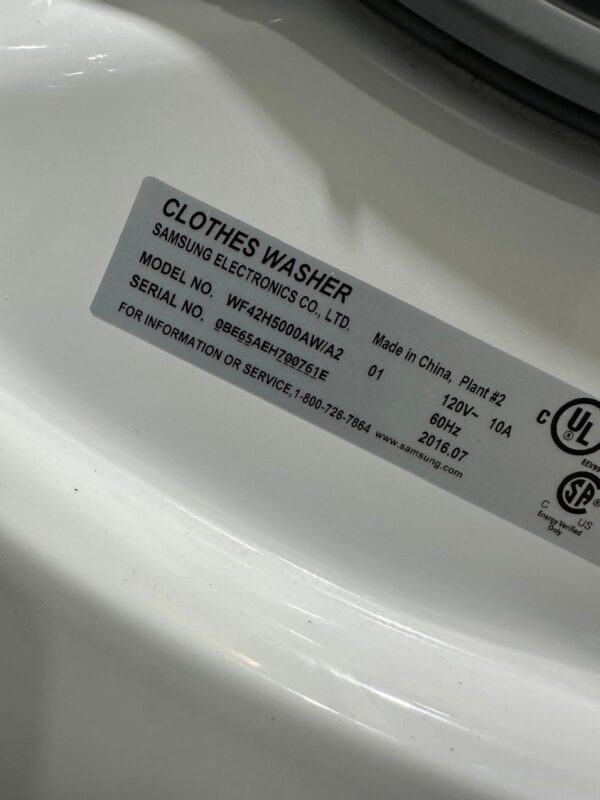 CLOTHES WASHER
SAMSUNG ELECTRONICS CO., LTD.
MODEL NO. WF42H5000AW/A2
SERIAL NO. 0BE65AEH700761E 01
FOR INFORMATION OR SERVICE,1-800-726-7864 www.samsung.com
Made in China, Plant #2
120V~ 10A
60Hz
2016.07
C UL ®
SA ®
C US
Energy Verified
Only